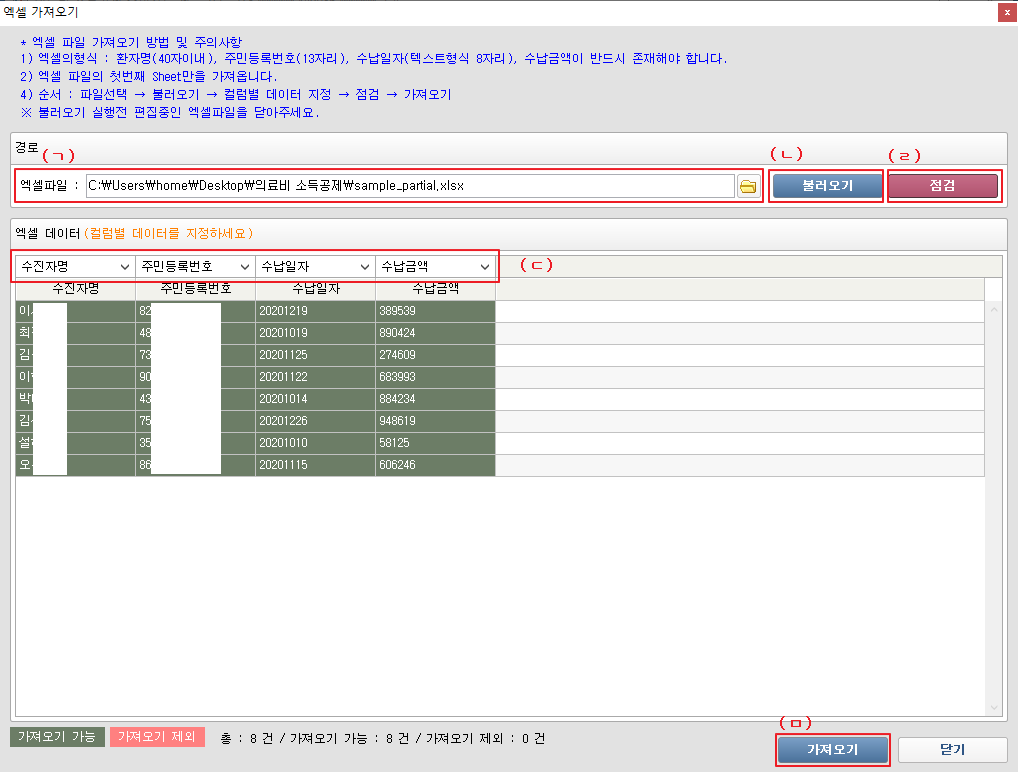 엑셀 가져오기
* 엑셀 파일 가져오기 방법 및 주의사항
1) 엑셀의형식 : 환자명(40자이내), 주민등록번호(13자리), 수납일자(텍스트형식 8자리), 수납금액이 반드시 존재해야 합니다.
2) 엑셀 파일의 첫번째 Sheet만을 가져옵니다.
4) 순서 : 파일선택 → 불러오기 → 컬럼별 데이터 지정 → 점검 → 가져오기
※ 불러오기 실행전 편집중인 엑셀파일을 닫아주세요.
경로 (ㄱ) (ㄴ) (ㄹ)
엑셀파일 : C:₩Users₩home₩Desktop₩의료비 소득공제₩sample_partial.xlsx 불러오기 점검
엑셀 데이터 (컬럼별 데이터를 지정하세요)
수진자명 주민등록번호 수납일자 수납금액 (ㄷ)
수진자명 주민등록번호 수납일자 수납금액
이 82 20201219 389539
최 48 20201019 890424
김 73 20201125 274609
이 90 20201122 683993
박 43 20201014 884234
김 75 20201226 948619
설 35 20201010 58125
오 86 20201115 606246
(ㅁ)
가져오기 가능 가져오기 제외 총 : 8 건 / 가져오기 가능 : 8 건 / 가져오기 제외 : 0 건
가져오기 닫기